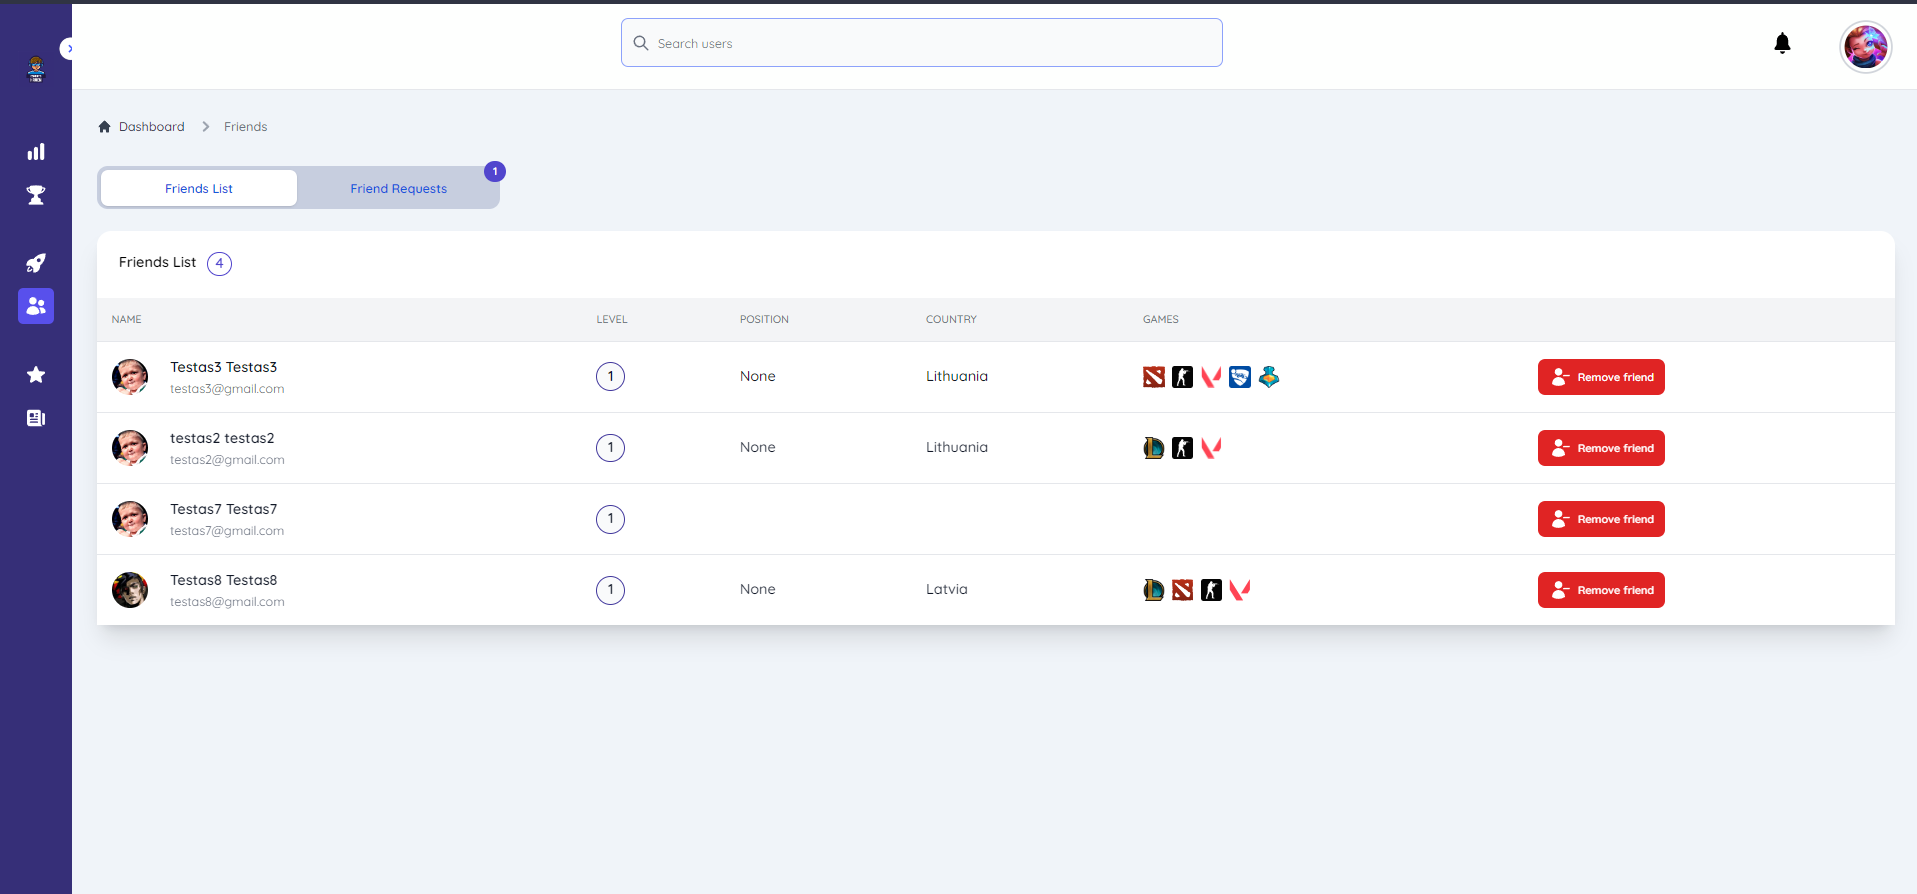 Search users
Dashboard
Friends
Friends List
Friend Requests
1
Friends List 4
NAME LEVEL POSITION COUNTRY GAMES
Testas3 Testas3
testas3@gmail.com
1 None Lithuania Remove friend
testas2 testas2
testas2@gmail.com
1 None Lithuania Remove friend
Testas7 Testas7
testas7@gmail.com
1 Remove friend
Testas8 Testas8
testas8@gmail.com
1 None Latvia Remove friend